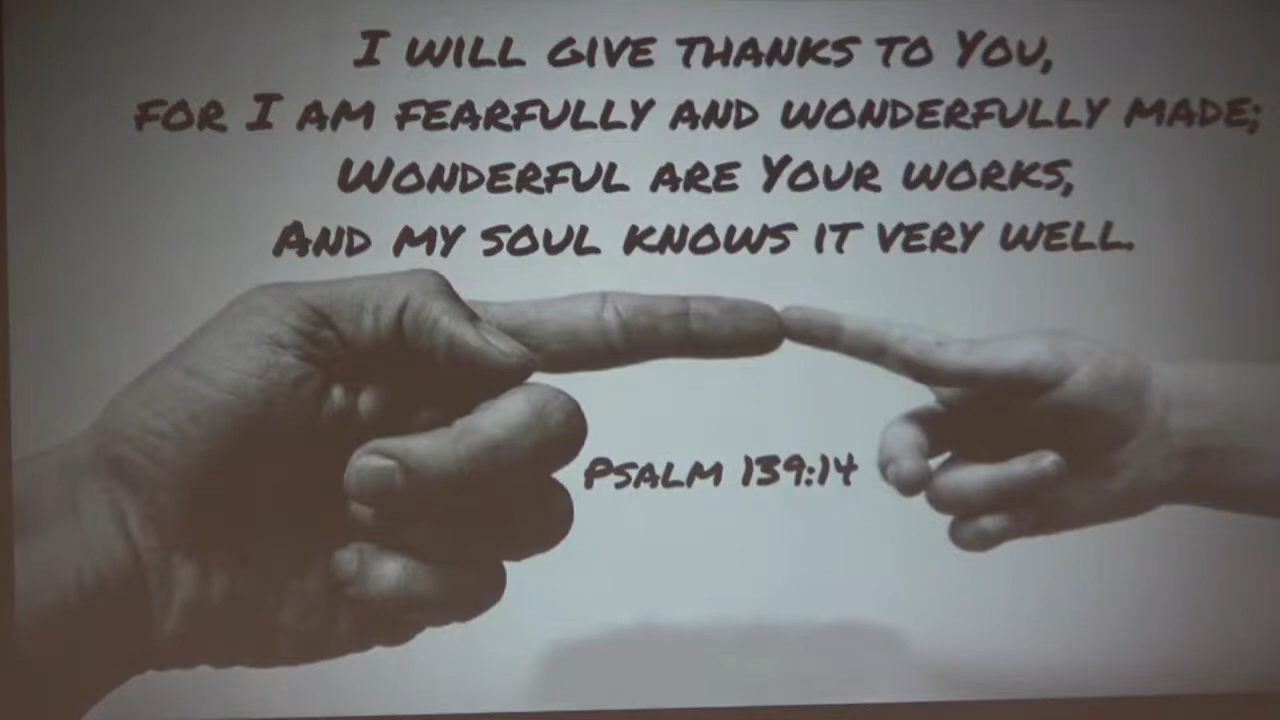 I WILL GIVE THANKS TO YOU,
FOR I AM FEARFULLY AND WONDERFULLY MADE;
WONDERFUL ARE YOUR WORKS,
AND MY SOUL KNOWS IT VERY WELL.
PSALM 139:14